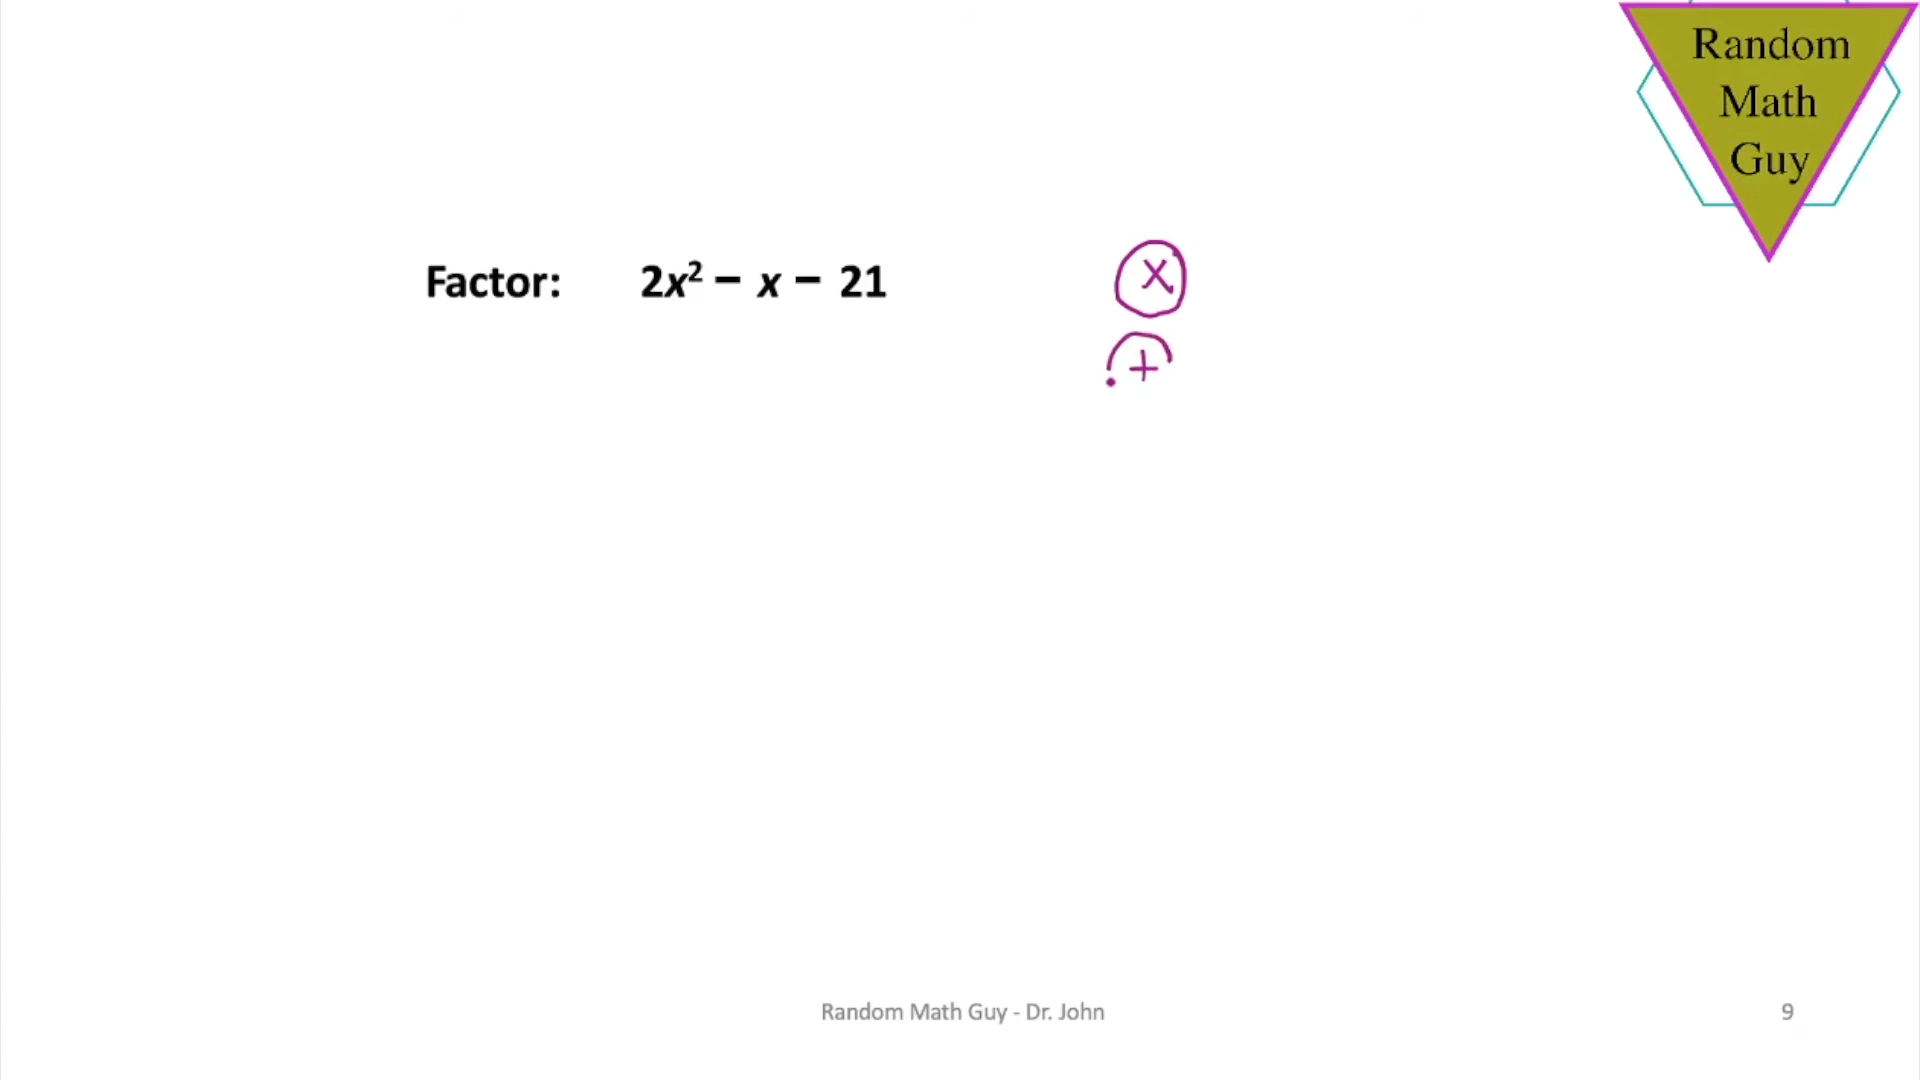 Random
Math
Guy
Factor: 2x² − x − 21
X
+
Random Math Guy - Dr. John
9